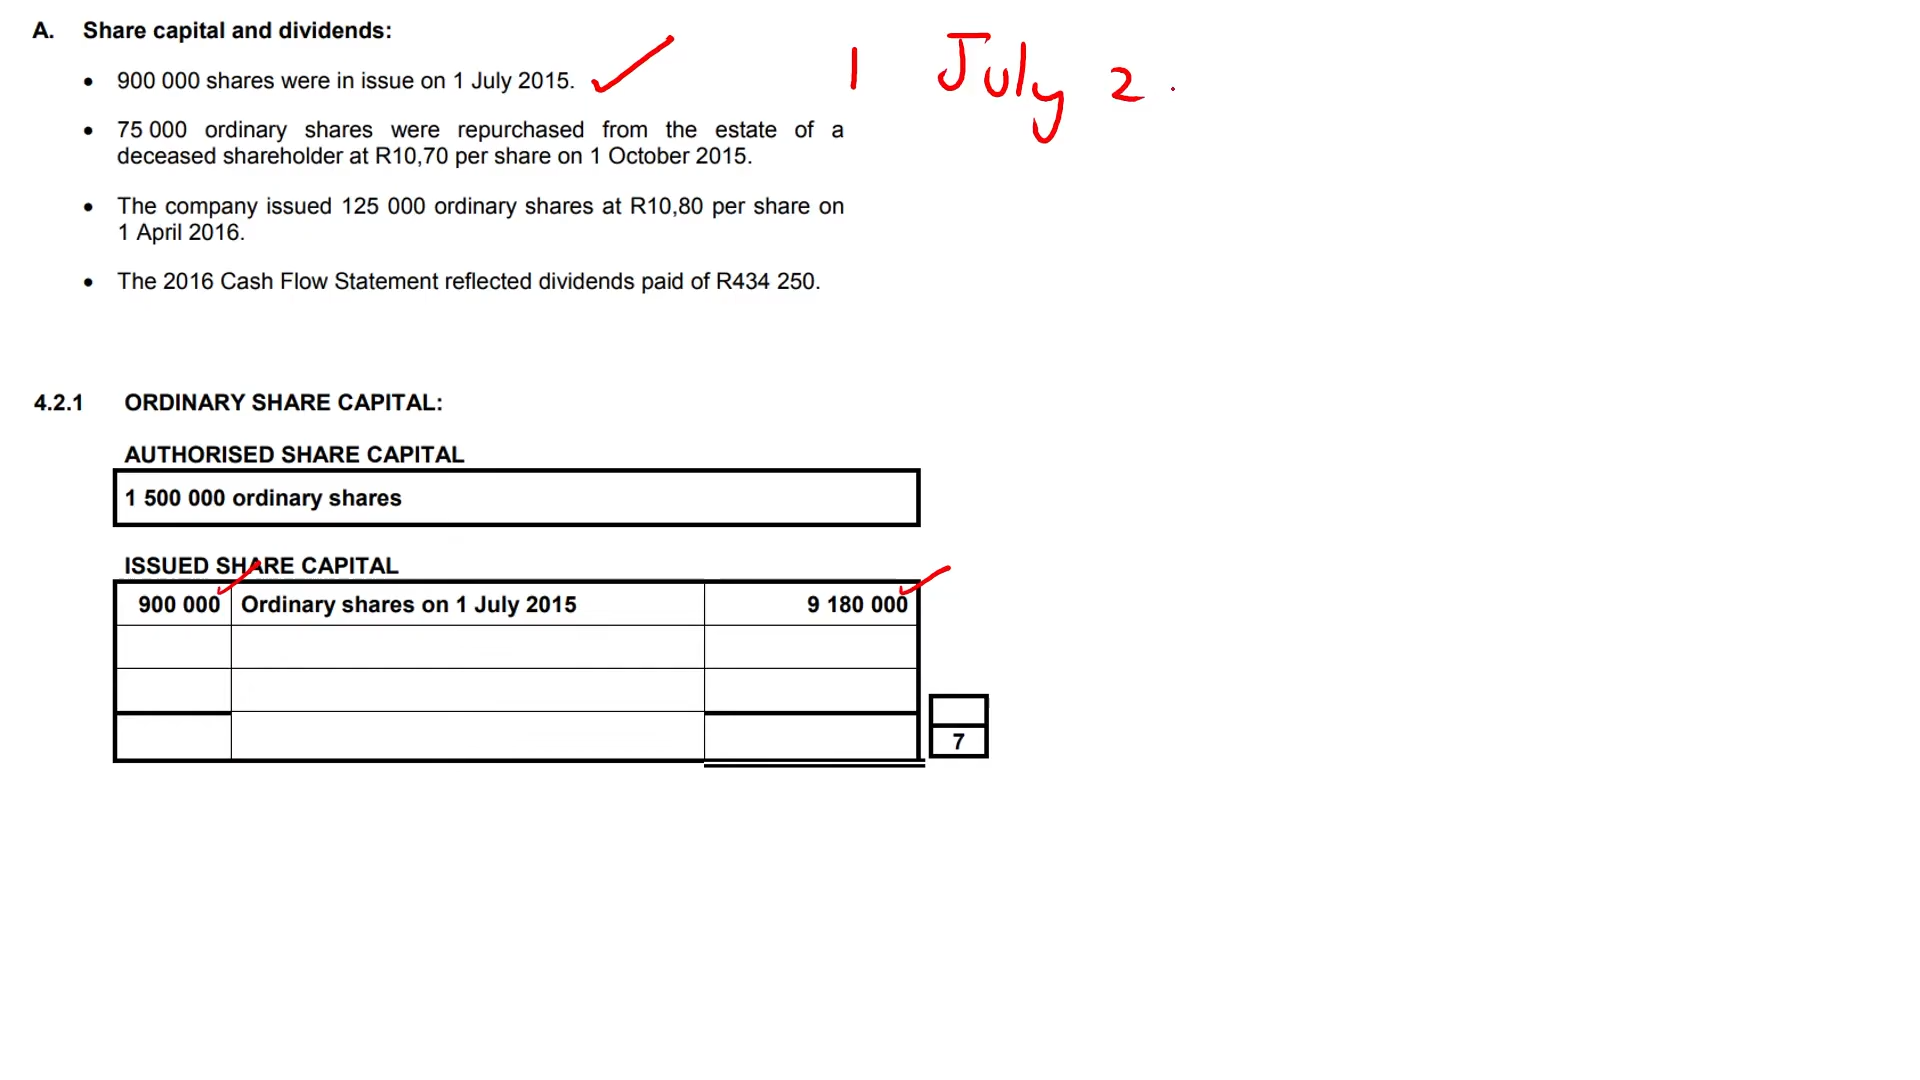 A. Share capital and dividends:
1 July 2.
• 900 000 shares were in issue on 1 July 2015.
• 75 000 ordinary shares were repurchased from the estate of a
deceased shareholder at R10,70 per share on 1 October 2015.
• The company issued 125 000 ordinary shares at R10,80 per share on
1 April 2016.
• The 2016 Cash Flow Statement reflected dividends paid of R434 250.
4.2.1 ORDINARY SHARE CAPITAL:
AUTHORISED SHARE CAPITAL
1 500 000 ordinary shares
ISSUED SHARE CAPITAL
900 000 Ordinary shares on 1 July 2015 9 180 000
7